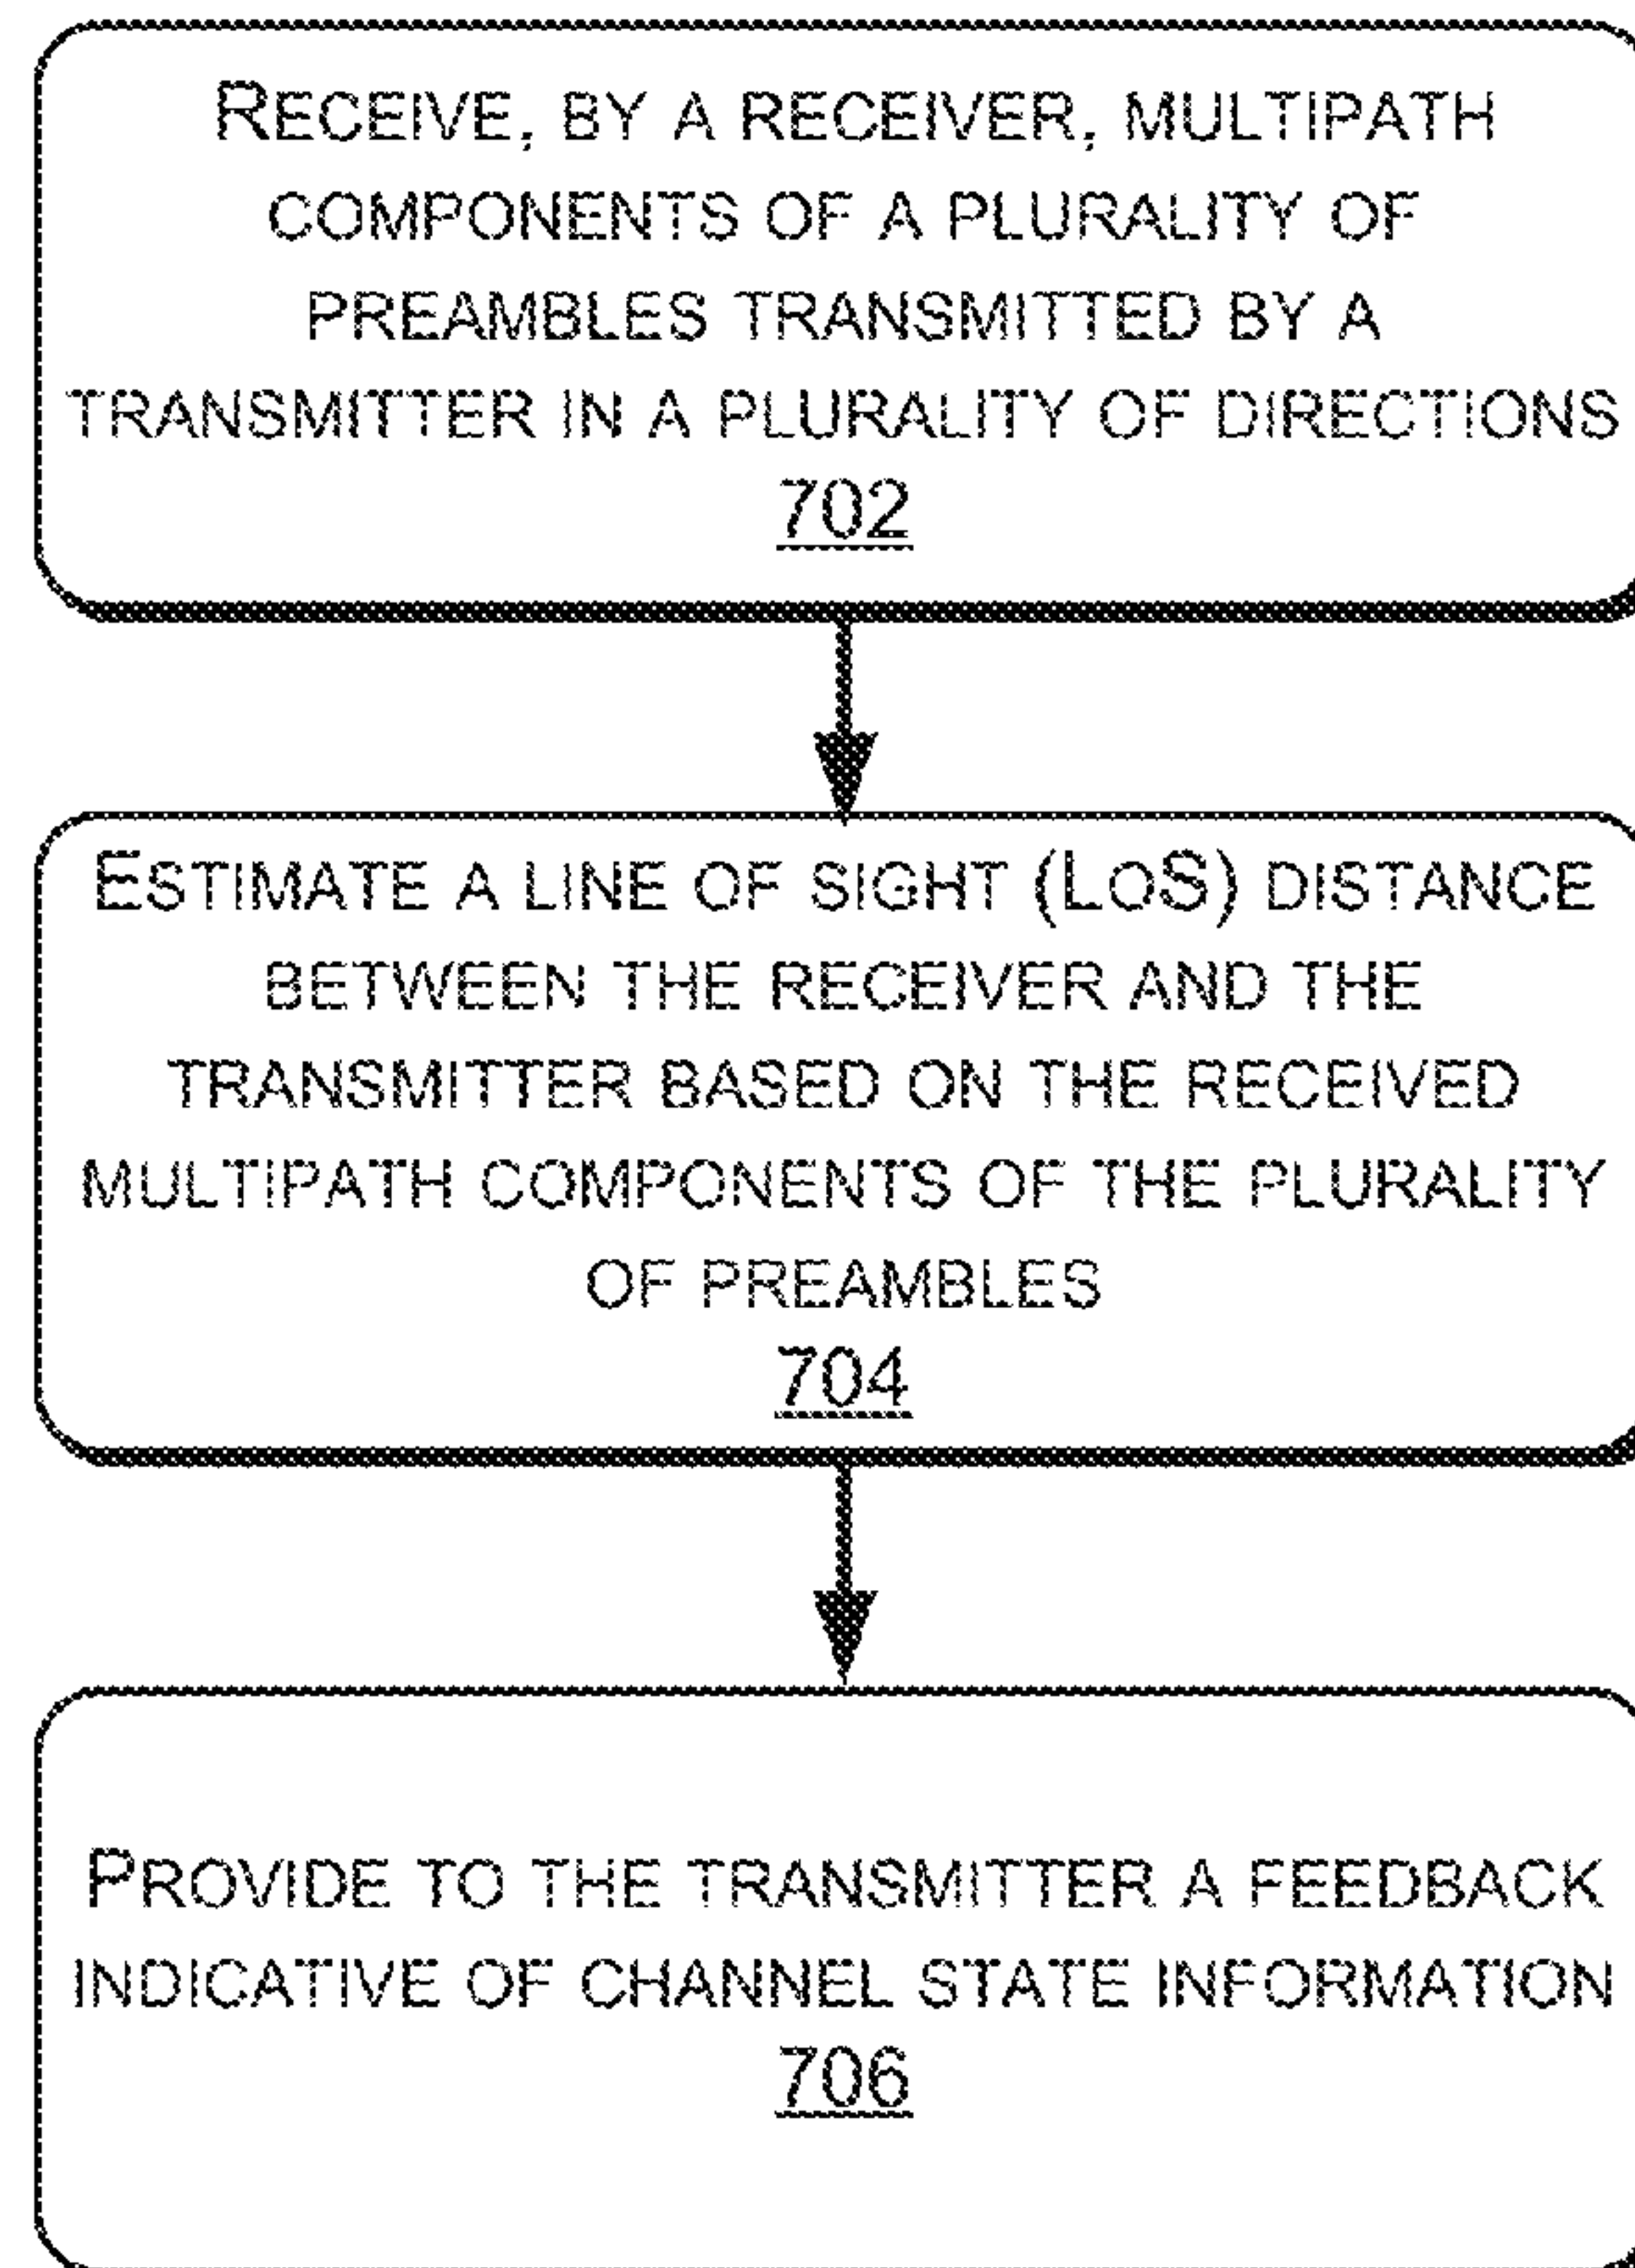 RECEIVE, BY A RECEIVER, MULTIPATH
COMPONENTS OF A PLURALITY OF
PREAMBLES TRANSMITTED BY A
TRANSMITTER IN A PLURALITY OF DIRECTIONS
702
ESTIMATE A LINE OF SIGHT (LOS) DISTANCE
BETWEEN THE RECEIVER AND THE
TRANSMITTER BASED ON THE RECEIVED
MULTIPATH COMPONENTS OF THE PLURALITY
OF PREAMBLES
704
PROVIDE TO THE TRANSMITTER A FEEDBACK
INDICATIVE OF CHANNEL STATE INFORMATION
706